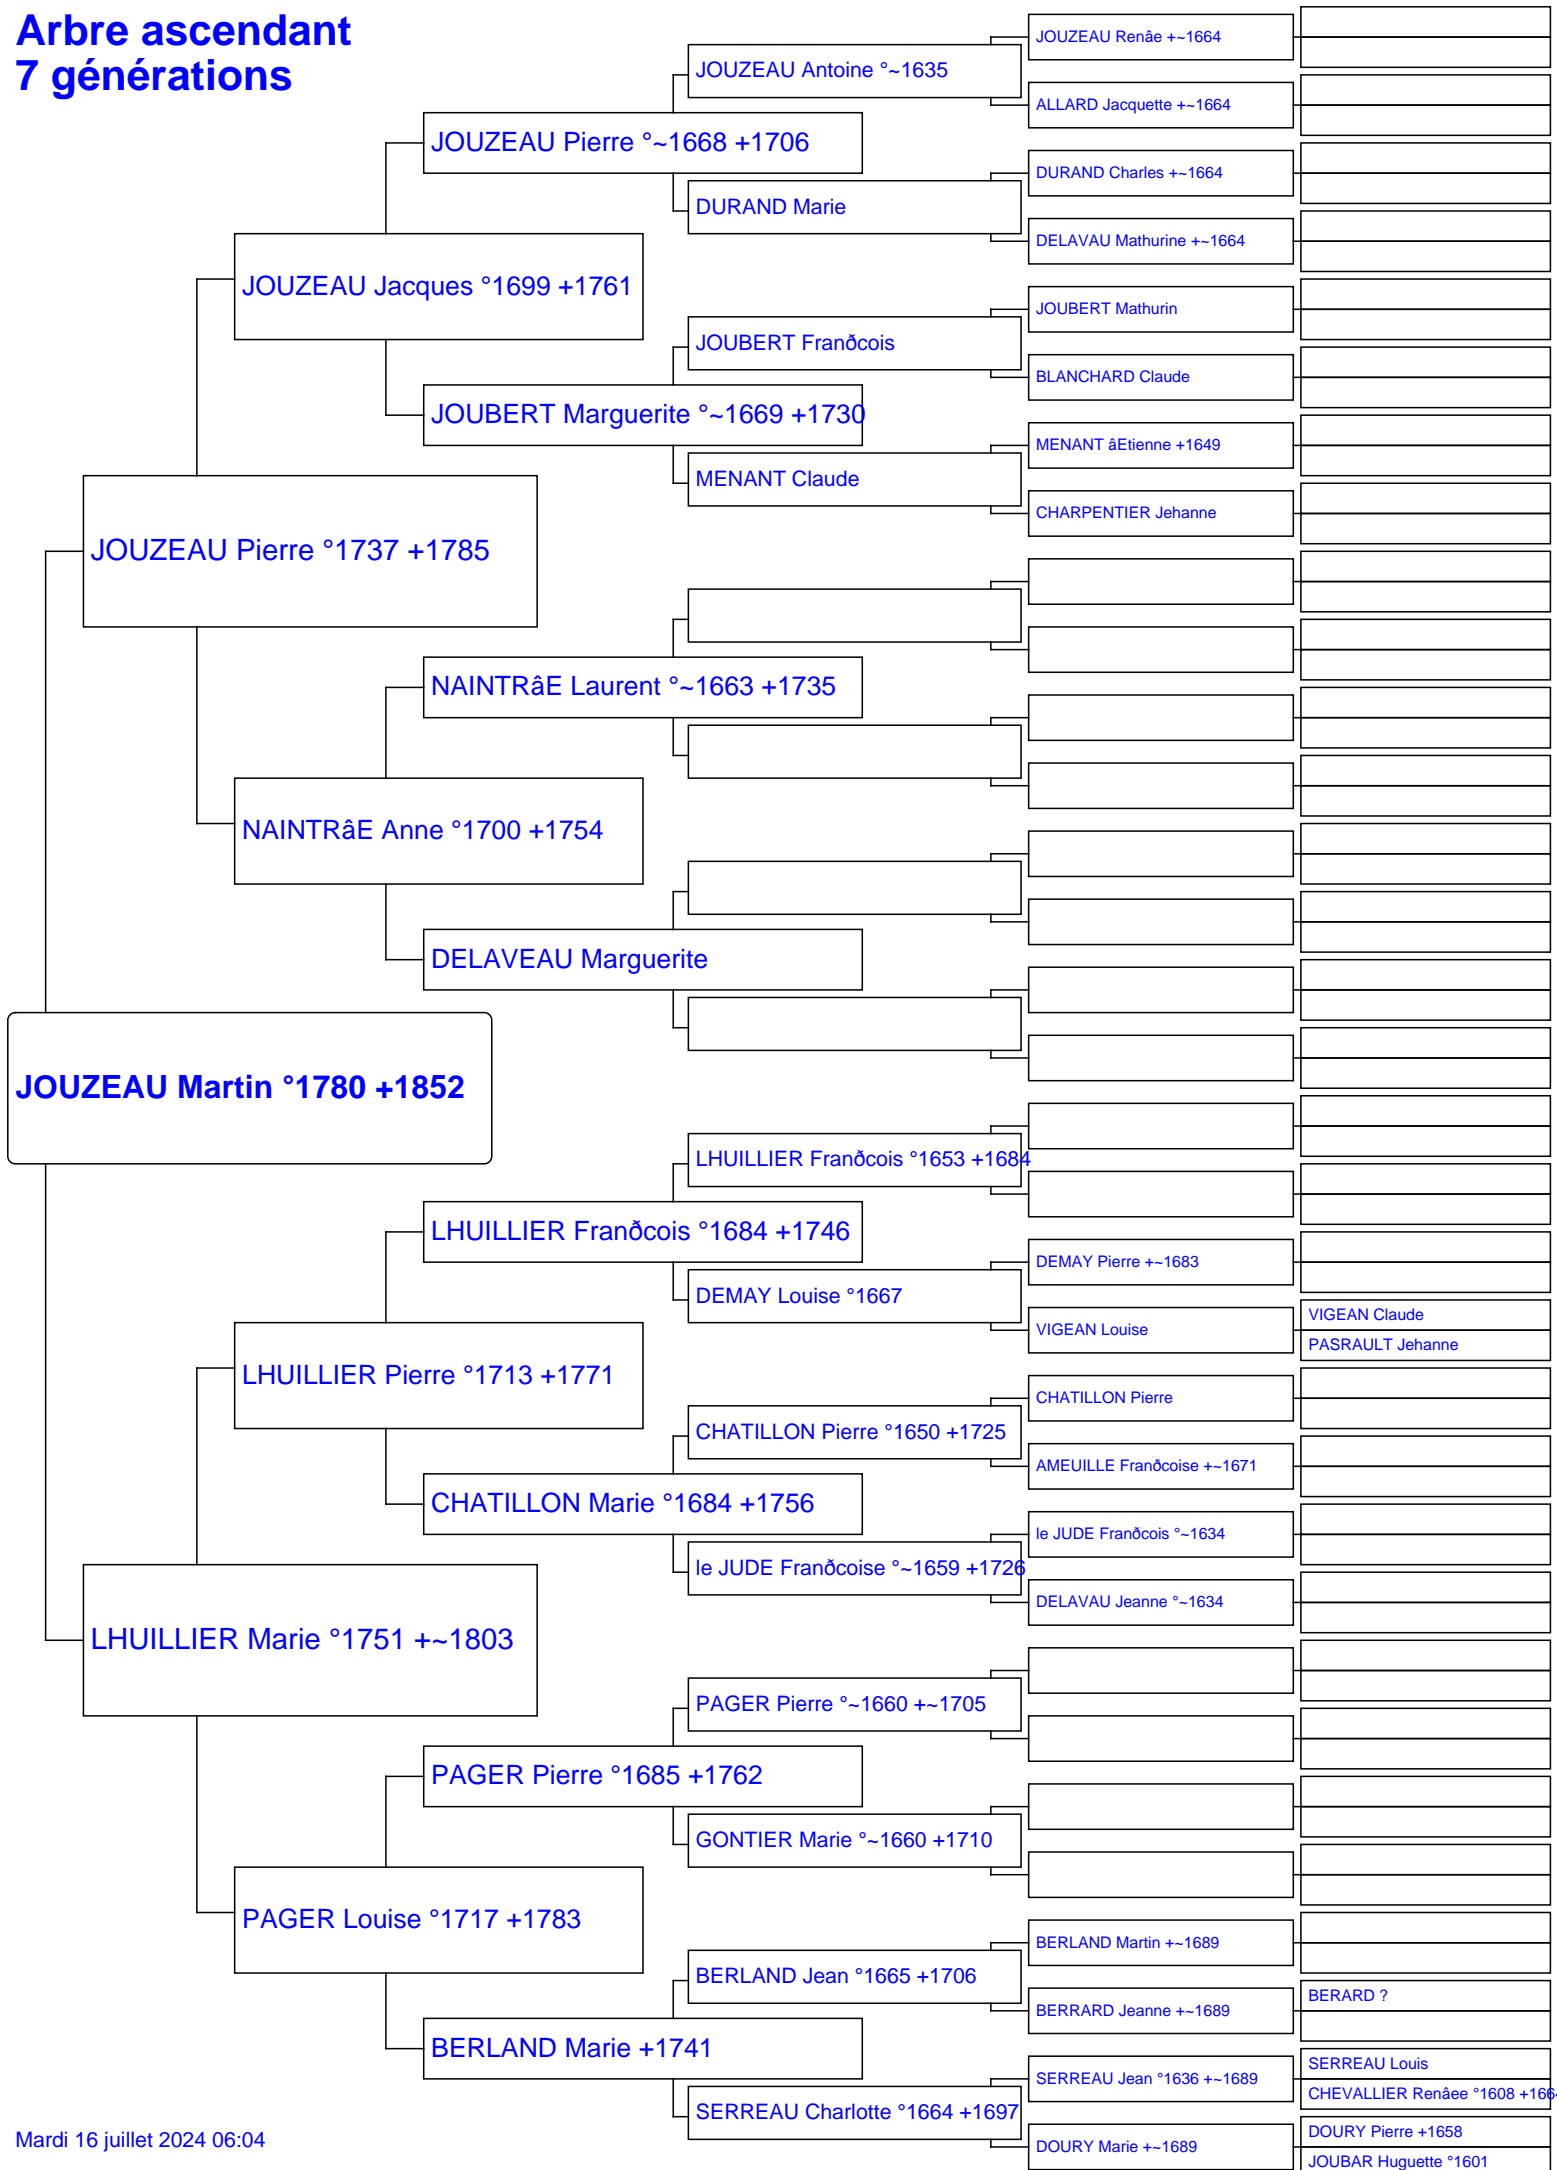 Arbre ascendant
7 générations
JOUZEAU Renâe +~1664
JOUZEAU Antoine °~1635
ALLARD Jacquette +~1664
JOUZEAU Pierre °~1668 +1706
DURAND Charles +~1664
DURAND Marie
DELAVAU Mathurine +~1664
JOUZEAU Jacques °1699 +1761
JOUBERT Mathurin
JOUBERT Franðcois
BLANCHARD Claude
JOUBERT Marguerite °~1669 +1730
MENANT âEtienne +1649
MENANT Claude
CHARPENTIER Jehanne
JOUZEAU Pierre °1737 +1785
NAINTRâE Laurent °~1663 +1735
NAINTRâE Anne °1700 +1754
DELAVEAU Marguerite
JOUZEAU Martin °1780 +1852
LHUILLIER Franðcois °1653 +1684
LHUILLIER Franðcois °1684 +1746
DEMAY Pierre +~1683
DEMAY Louise °1667
VIGEAN Claude
VIGEAN Louise
PASRAULT Jehanne
LHUILLIER Pierre °1713 +1771
CHATILLON Pierre
CHATILLON Pierre °1650 +1725
AMEUILLE Franðcoise +~1671
CHATILLON Marie °1684 +1756
le JUDE Franðcois °~1634
le JUDE Franðcoise °~1659 +1726
DELAVAU Jeanne °~1634
LHUILLIER Marie °1751 +~1803
PAGER Pierre °~1660 +~1705
PAGER Pierre °1685 +1762
GONTIER Marie °~1660 +1710
PAGER Louise °1717 +1783
BERLAND Martin +~1689
BERLAND Jean °1665 +1706
BERARD ?
BERRARD Jeanne +~1689
BERLAND Marie +1741
SERREAU Louis
SERREAU Jean °1636 +~1689
CHEVALLIER Renâee °1608 +166
SERREAU Charlotte °1664 +1697
DOURY Pierre +1658
DOURY Marie +~1689
JOUBAR Huguette °1601
Mardi 16 juillet 2024 06:04